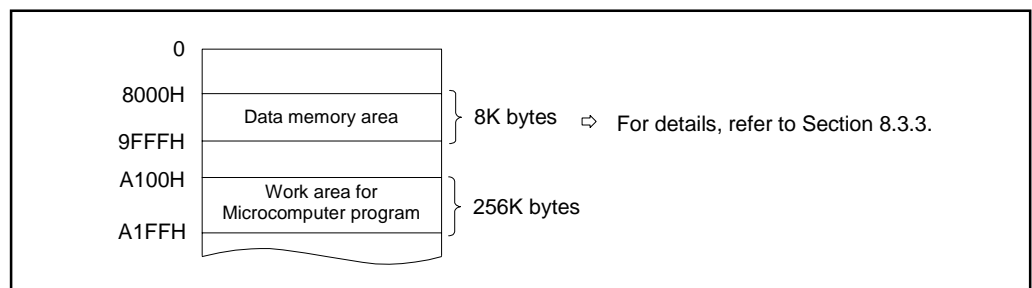 0
8000H
Data memory area
8K bytes ⇨ For details, refer to Section 8.3.3.
9FFFH
A100H
Work area for
Microcomputer program
256K bytes
A1FFH